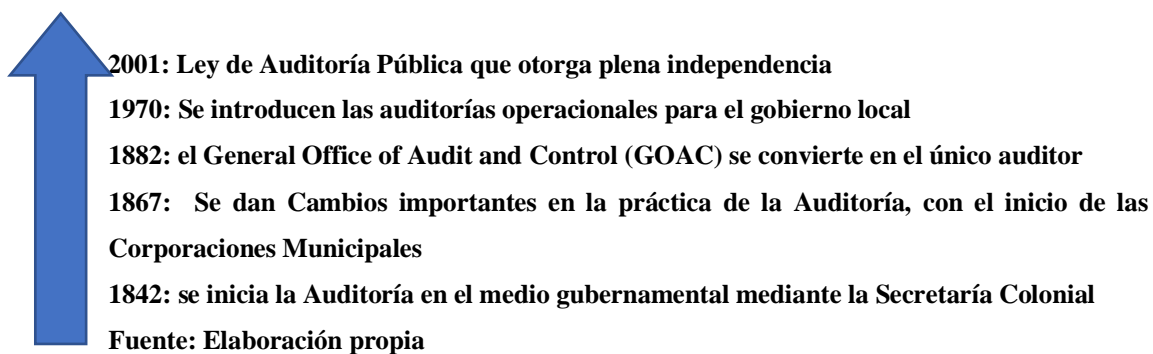 2001: Ley de Auditoría Pública que otorga plena independencia
1970: Se introducen las auditorías operacionales para el gobierno local
1882: el General Office of Audit and Control (GOAC) se convierte en el único auditor
1867: Se dan Cambios importantes en la práctica de la Auditoría, con el inicio de las
Corporaciones Municipales
1842: se inicia la Auditoría en el medio gubernamental mediante la Secretaría Colonial
Fuente: Elaboración propia